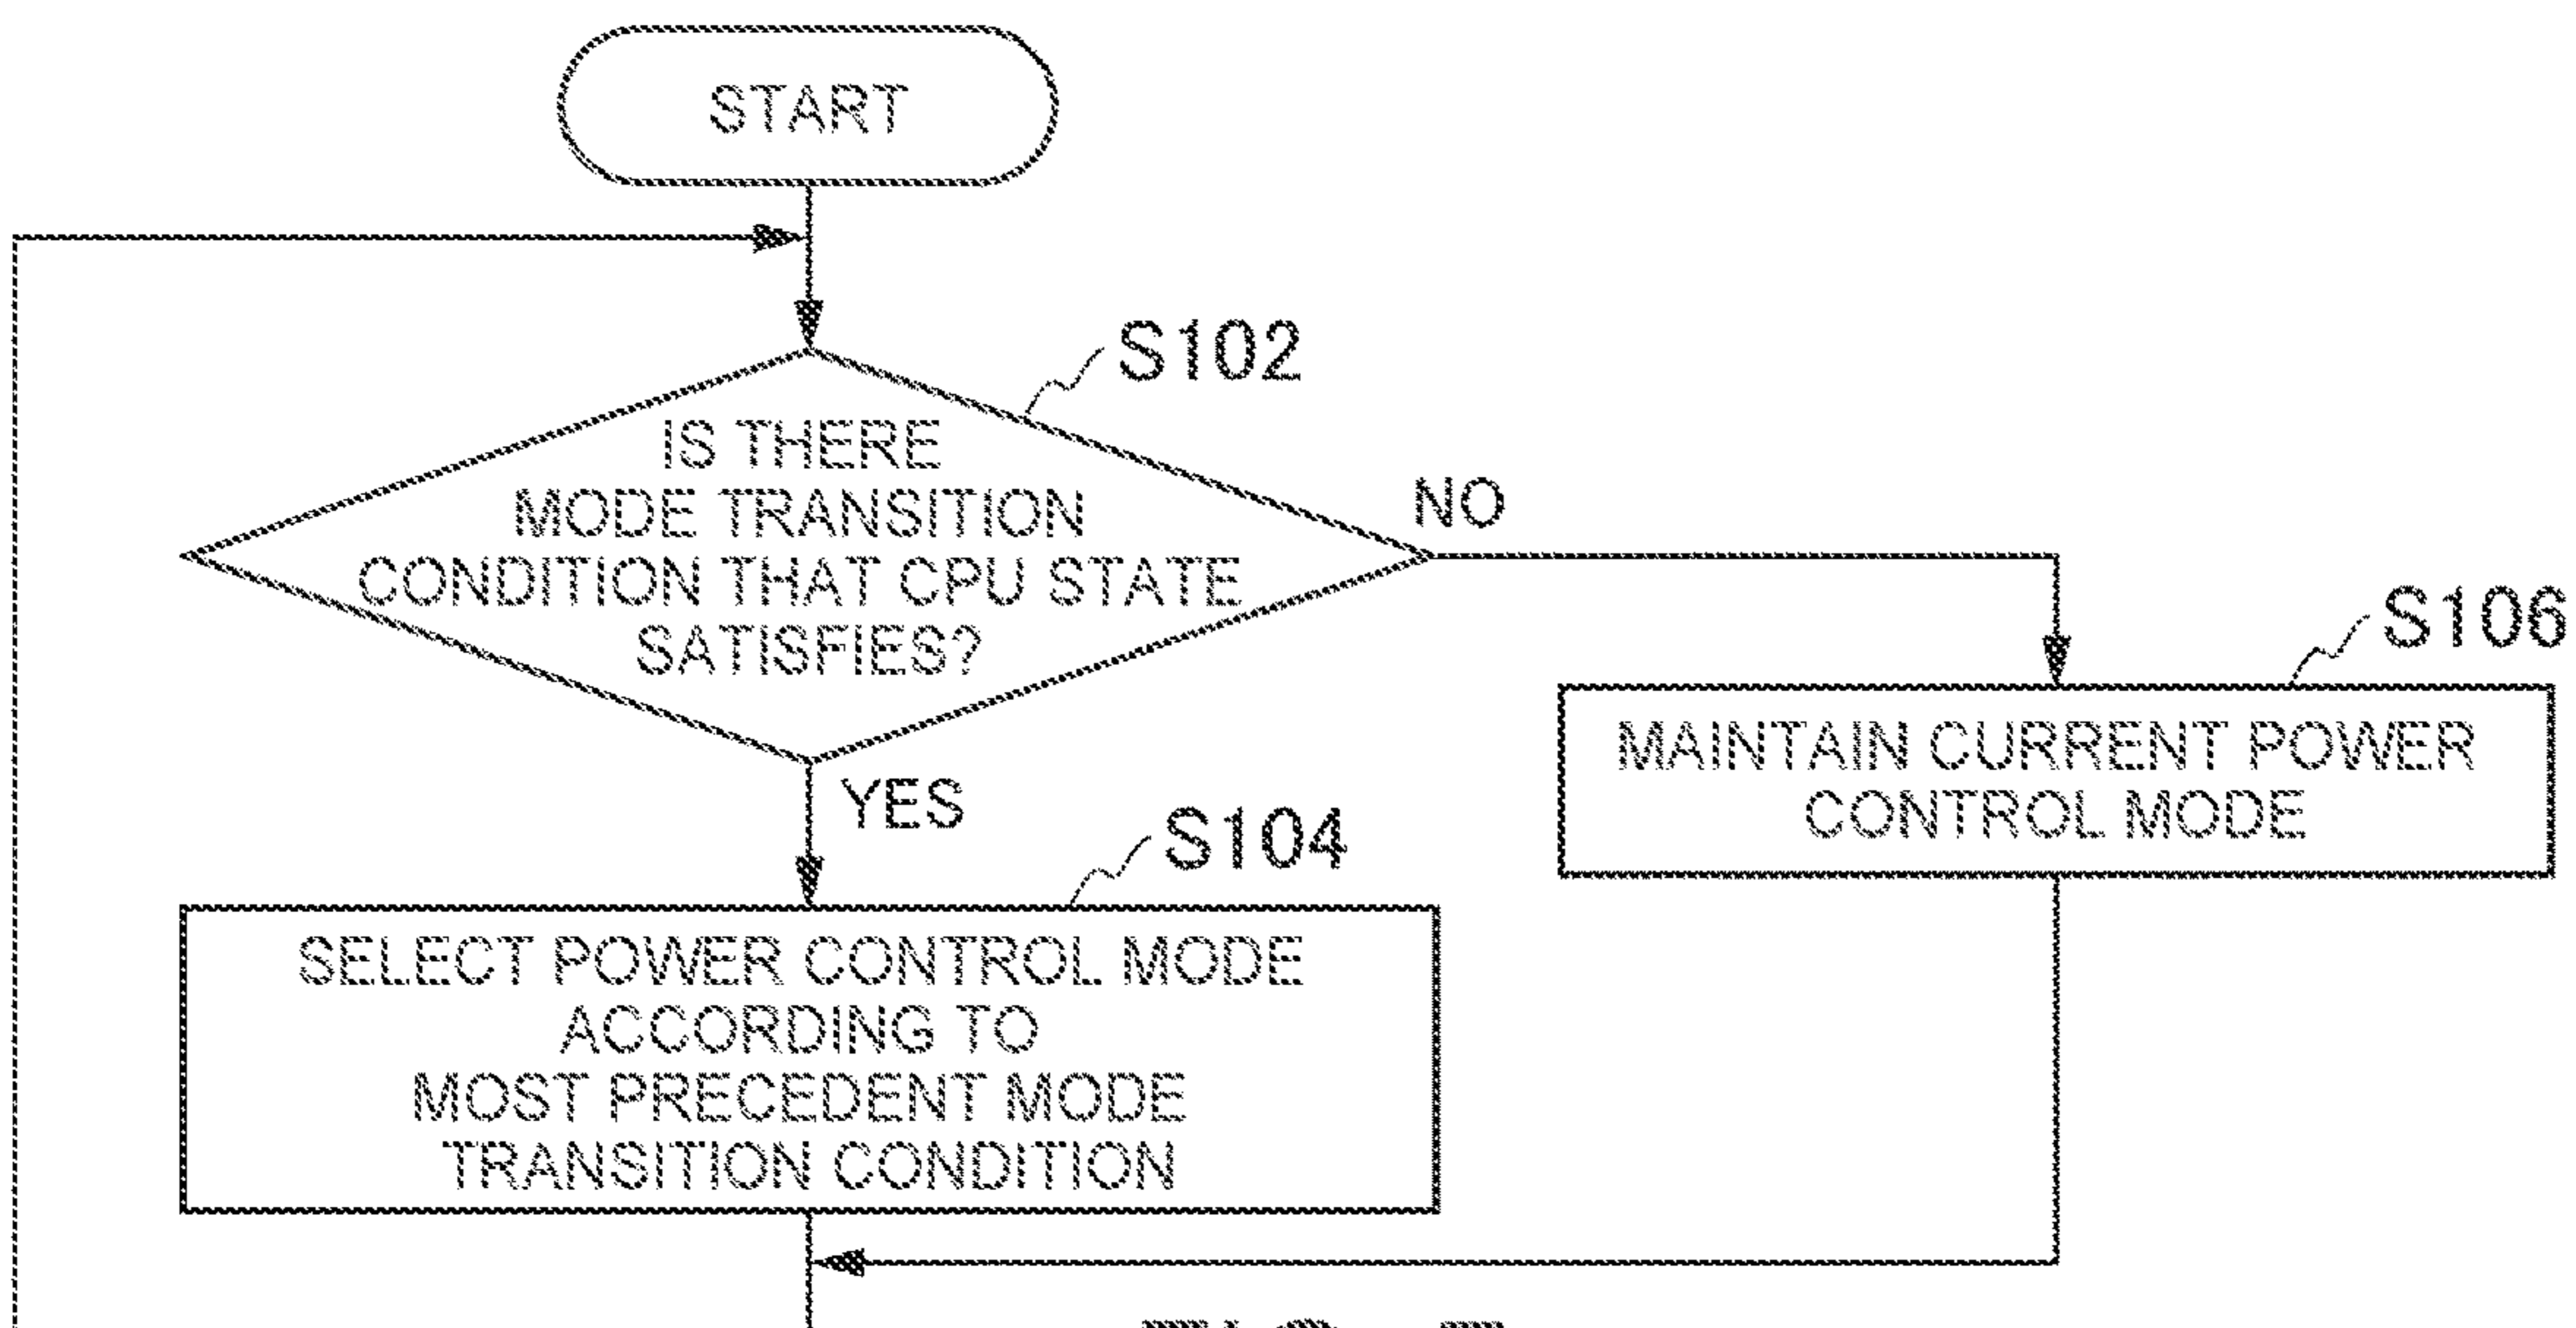 START
S102
IS THERE
MODE TRANSITION
CONDITION THAT CPU STATE
SATISFIES?
NO
S106
MAINTAIN CURRENT POWER
CONTROL MODE
YES
S104
SELECT POWER CONTROL MODE
ACCORDING TO
MOST PRECEDENT MODE
TRANSITION CONDITION